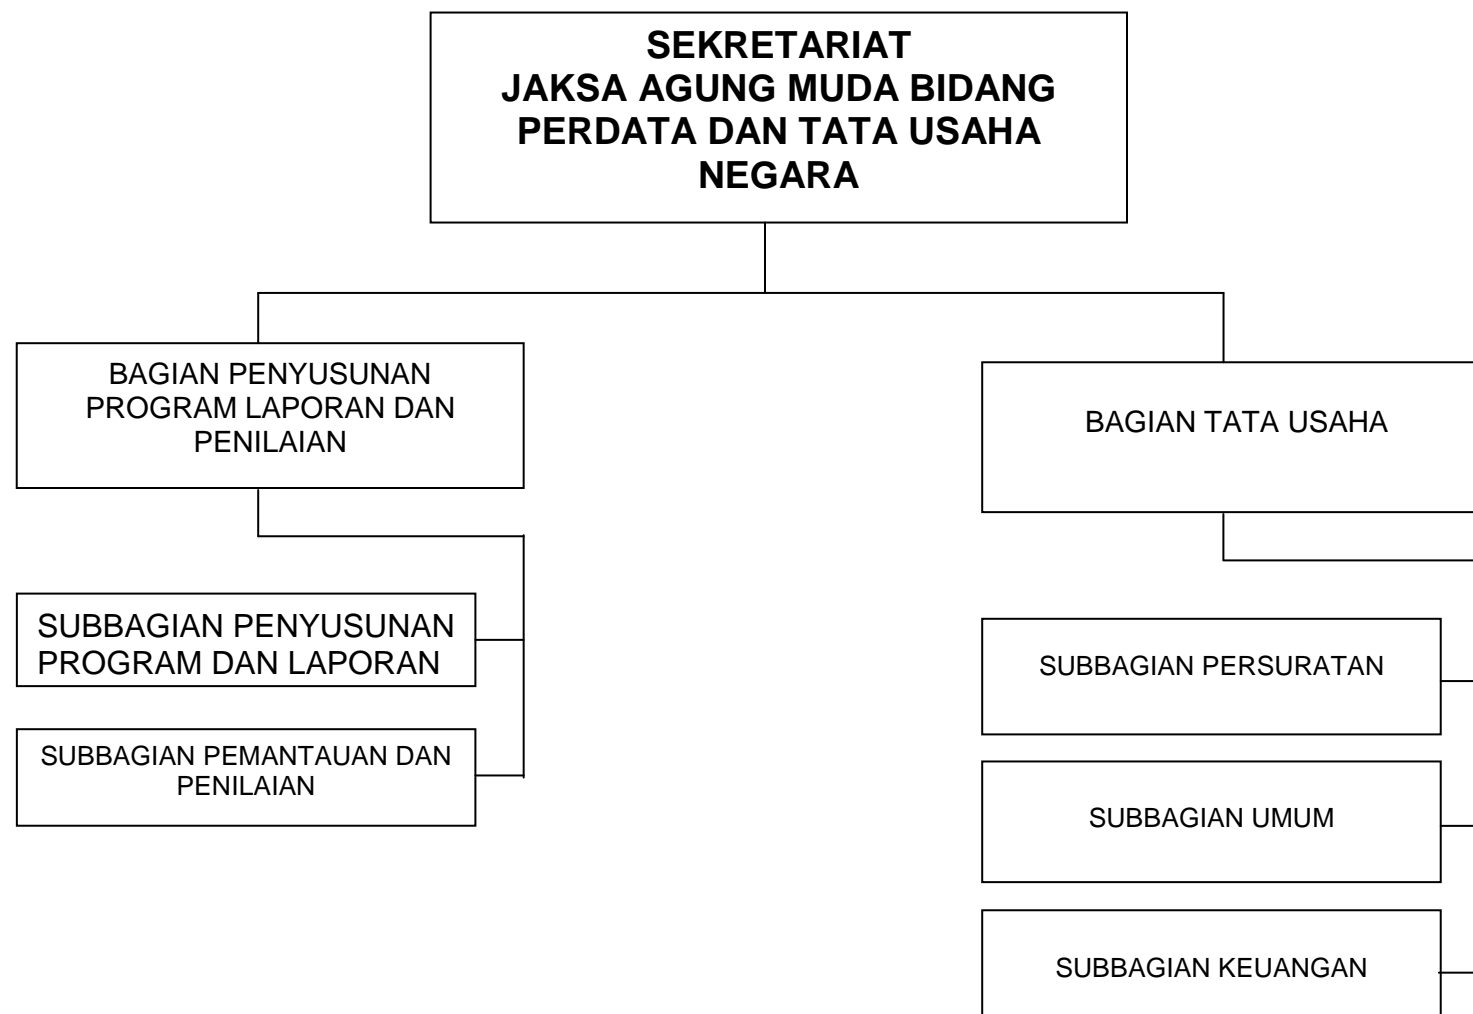 SEKRETARIAT
JAKSA AGUNG MUDA BIDANG
PERDATA DAN TATA USAHA
NEGARA
BAGIAN PENYUSUNAN
PROGRAM LAPORAN DAN
PENILAIAN
BAGIAN TATA USAHA
SUBBAGIAN PENYUSUNAN
PROGRAM DAN LAPORAN
SUBBAGIAN PEMANTAUAN DAN
PENILAIAN
SUBBAGIAN PERSURATAN
SUBBAGIAN UMUM
SUBBAGIAN KEUANGAN